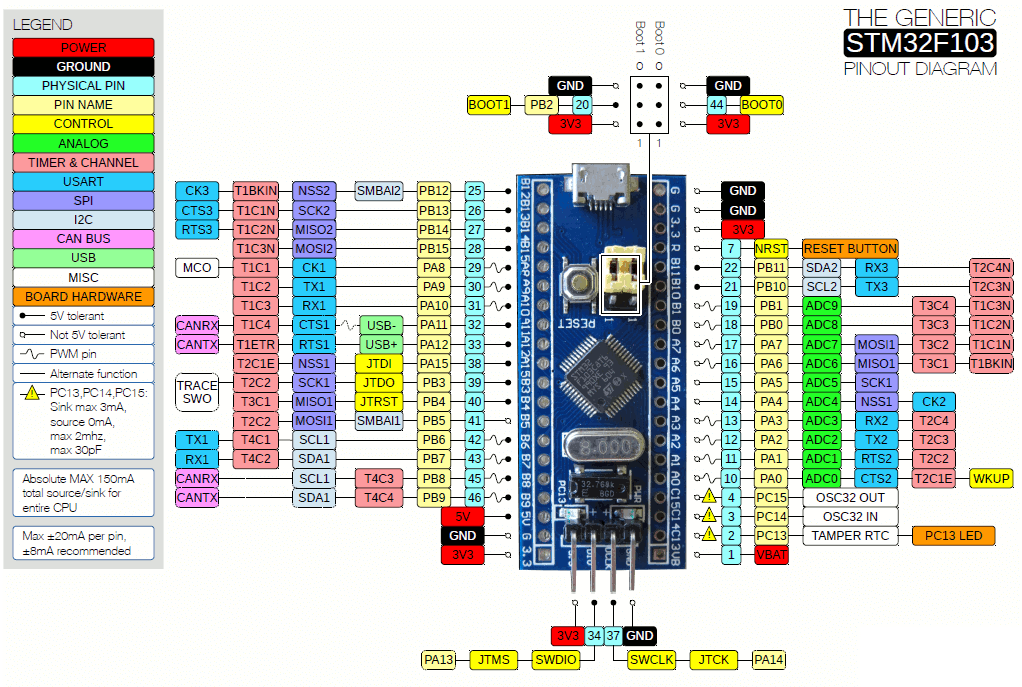 LEGEND
POWER
GROUND
PHYSICAL PIN
PIN NAME
CONTROL
ANALOG
TIMER & CHANNEL
USART
SPI
I2C
CAN BUS
USB
MISC
BOARD HARDWARE
5V tolerant
Not 5V tolerant
PWM pin
Alternate function
PC13,PC14,PC15:
Sink max 3mA,
source 0mA,
max 2mhz,
max 30pF
Absolute MAX 150mA
total source/sink for
entire CPU
Max ±20mA per pin,
±8mA recommended
THE GENERIC
STM32F103
PINOUT DIAGRAM
Boot 1
Boot 0
GND GND
BOOT1 PB2 20 44 BOOT0
3V3 3V3
1 1
CK3 T1BKIN NSS2 SMBAI2 PB12 25
CTS3 T1C1N SCK2 PB13 26
RTS3 T1C2N MISO2 PB14 27
T1C3N MOSI2 PB15 28
MCO T1C1 CK1 PA8 29
T1C2 TX1 PA9 30
T1C3 RX1 PA10 31
CANRX T1C4 CTS1 USB- PA11 32
CANTX T1ETR RTS1 USB+ PA12 33
T2C1E NSS1 JTDI PA15 38
TRACE
SWO
T2C2 SCK1 JTDO PB3 39
T3C1 MISO1 JTRST PB4 40
T2C2 MOSI1 SMBAI1 PB5 41
TX1 T4C1 SCL1 PB6 42
RX1 T4C2 SDA1 PB7 43
CANRX SCL1 T4C3 PB8 45
CANTX SDA1 T4C4 PB9 46
5V
GND
3V3
B12 B13 B14 B15 A8 A9 A10 A11 A12 A15 B3 B4 B5 B6 B7 B8 B9 5V G 3.3
RESET
8.000
32.768k
PC13
PWR
G G 3.3 R B11 B10 B1 B0 A7 A6 A5 A4 A3 A2 A1 A0 C15 C14 C13 VB
GND
GND
3V3
7 NRST RESET BUTTON
22 PB11 SDA2 RX3 T2C4N
21 PB10 SCL2 TX3 T2C3N
19 PB1 ADC9 T3C4 T1C3N
18 PB0 ADC8 T3C3 T1C2N
17 PA7 ADC7 MOSI1 T3C2 T1C1N
16 PA6 ADC6 MISO1 T3C1 T1BKIN
15 PA5 ADC5 SCK1
14 PA4 ADC4 NSS1 CK2
13 PA3 ADC3 RX2 T2C4
12 PA2 ADC2 TX2 T2C3
11 PA1 ADC1 RTS2 T2C2
10 PA0 ADC0 CTS2 T2C1E WKUP
4 PC15 OSC32 OUT
3 PC14 OSC32 IN
2 PC13 TAMPER RTC PC13 LED
1 VBAT
3V3 34 37 GND
PA13 JTMS SWDIO SWCLK JTCK PA14